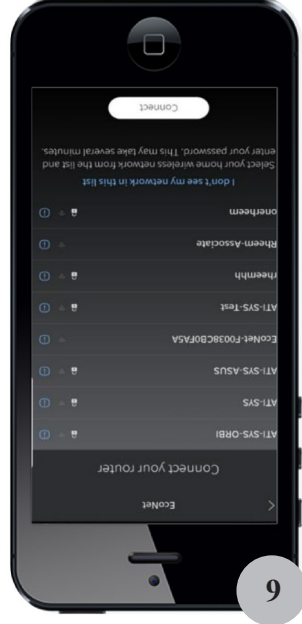 EcoNet
Connect your router
ATI-SYS-ORBI
ATI-SYS
ATI-SYS-ASUS
EcoNet-F0038CB0FA5A
ATI-SYS-Test
rheemhh
Rheem-Associate
onerheem
I don't see my network in this list
Select your home wireless network from the list and
enter your password. This may take several minutes.
Connect
9